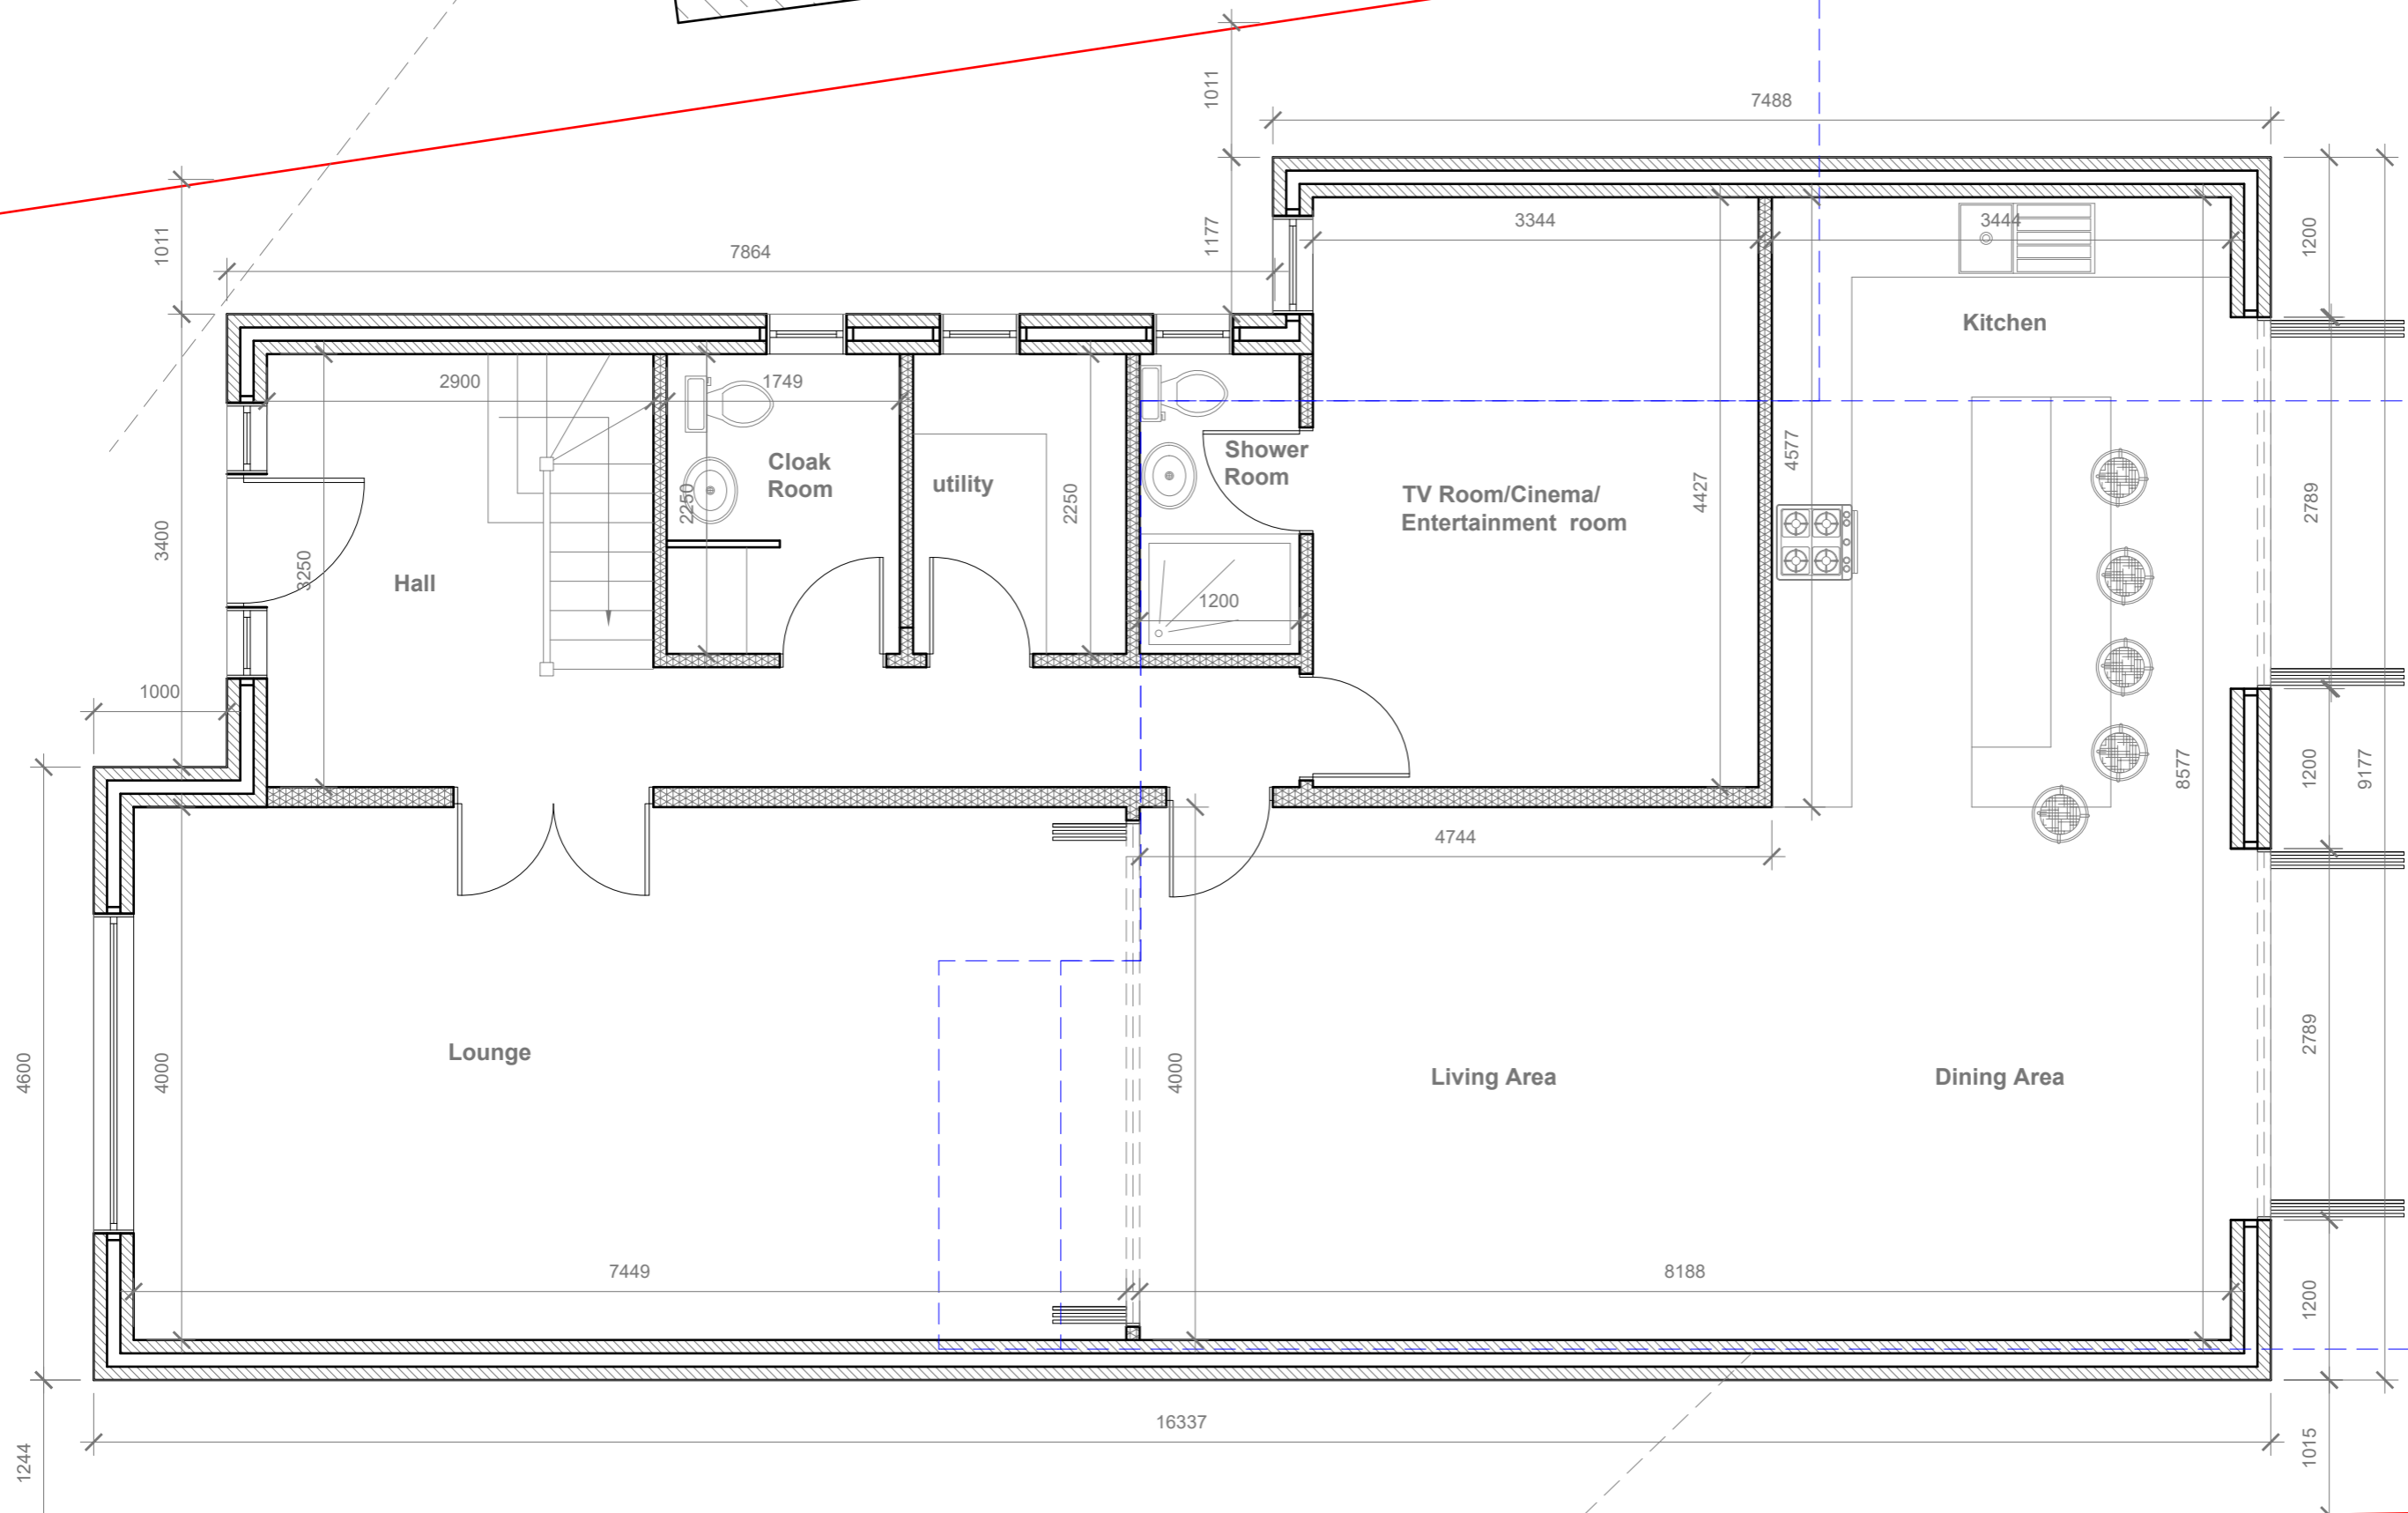 1011
7488
1011
7864
1177
3344
3444
1200
Kitchen
2900
1749
Cloak
Room
utility
Shower
Room
TV Room/Cinema/
Entertainment room
4577
4427
2789
2250
2250
3400
3250
Hall
1200
1000
8577
1200
9177
4744
Lounge
4600
4000
4000
Living Area
Dining Area
2789
7449
8188
1200
16337
1244
1015